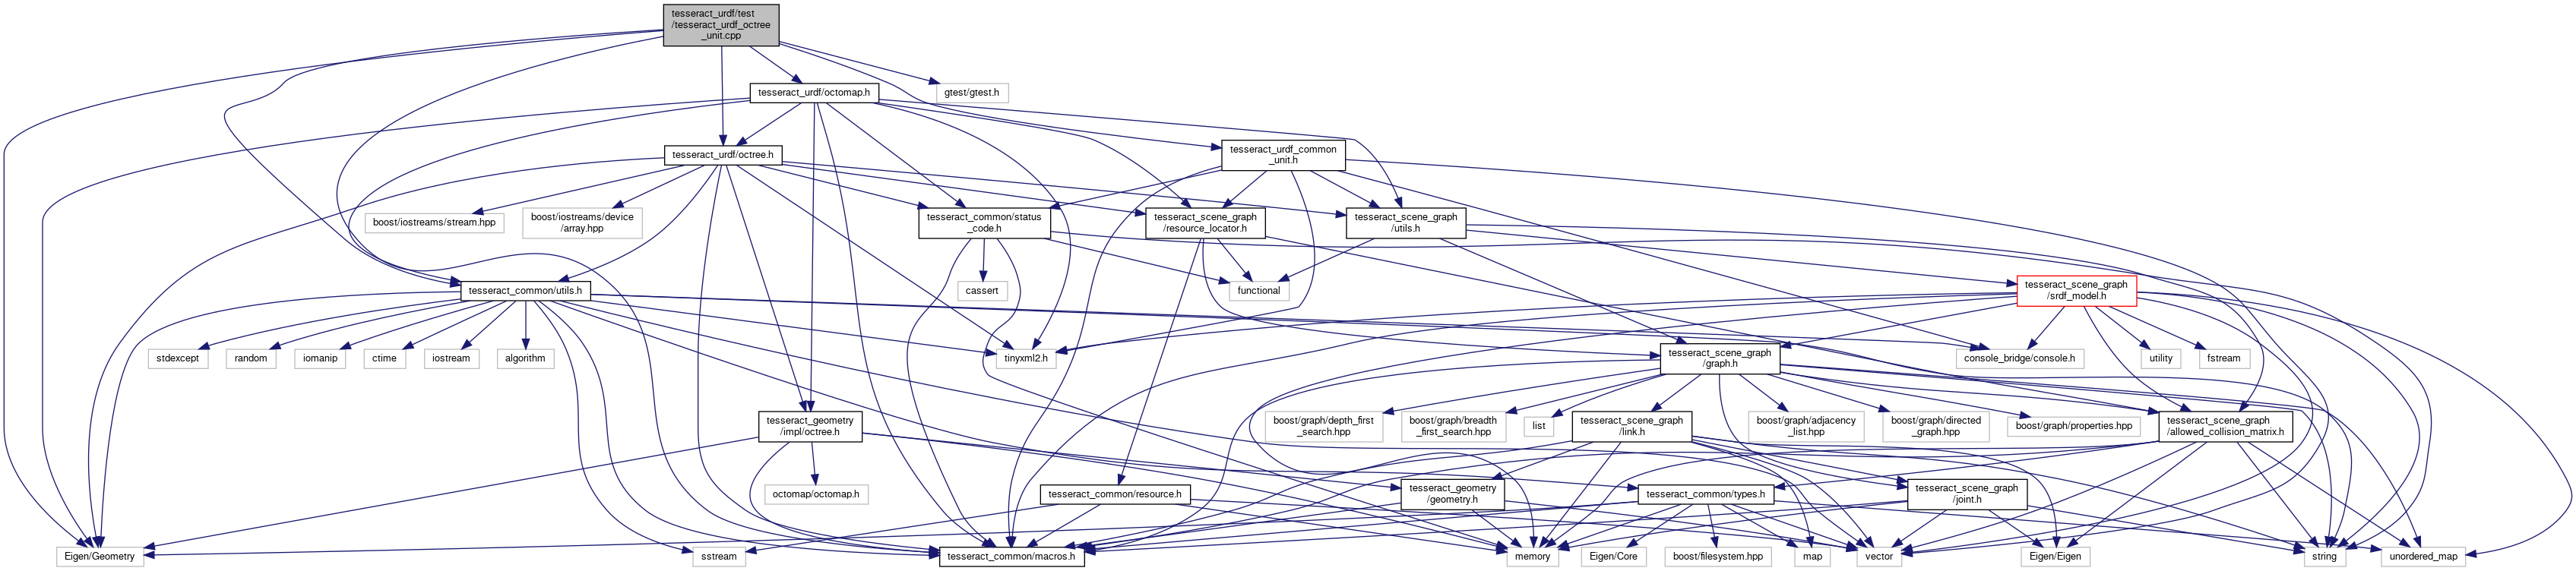 tesseract_urdf/test
/tesseract_urdf_octree
_unit.cpp
tesseract_urdf/octomap.h
gtest/gtest.h
tesseract_urdf/octree.h
tesseract_urdf_common
_unit.h
boost/iostreams/stream.hpp
boost/iostreams/device
/array.hpp
tesseract_common/status
_code.h
tesseract_scene_graph
/resource_locator.h
tesseract_scene_graph
/utils.h
tesseract_common/utils.h
cassert
functional
tesseract_scene_graph
/srdf_model.h
stdexcept
random
iomanip
ctime
iostream
algorithm
tinyxml2.h
tesseract_scene_graph
/graph.h
console_bridge/console.h
utility
fstream
tesseract_geometry
/impl/octree.h
boost/graph/depth_first
_search.hpp
boost/graph/breadth
_first_search.hpp
list
tesseract_scene_graph
/link.h
boost/graph/adjacency
_list.hpp
boost/graph/directed
_graph.hpp
boost/graph/properties.hpp
tesseract_scene_graph
/allowed_collision_matrix.h
octomap/octomap.h
tesseract_common/resource.h
tesseract_geometry
/geometry.h
tesseract_common/types.h
tesseract_scene_graph
/joint.h
Eigen/Geometry
sstream
tesseract_common/macros.h
memory
Eigen/Core
boost/filesystem.hpp
map
vector
Eigen/Eigen
string
unordered_map